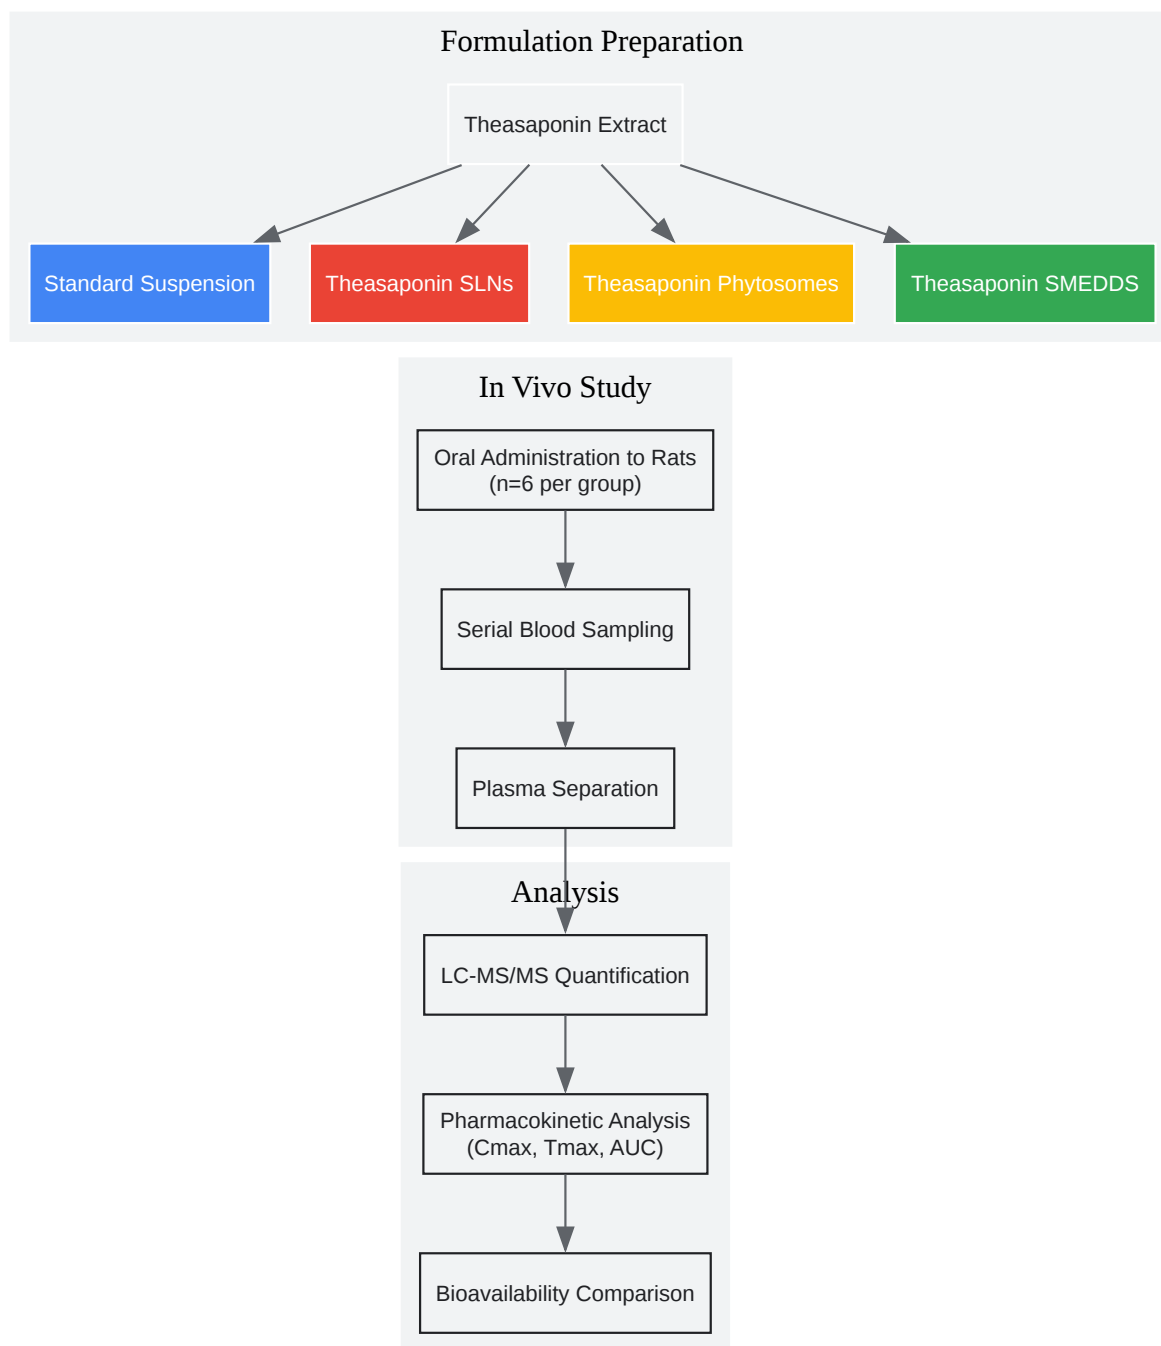 Formulation Preparation
Theasaponin Extract
Standard Suspension
Theasaponin SLNs
Theasaponin Phytosomes
Theasaponin SMEDDS
In Vivo Study
Oral Administration to Rats
(n=6 per group)
Serial Blood Sampling
Plasma Separation
Analysis
LC-MS/MS Quantification
Pharmacokinetic Analysis
(Cmax, Tmax, AUC)
Bioavailability Comparison